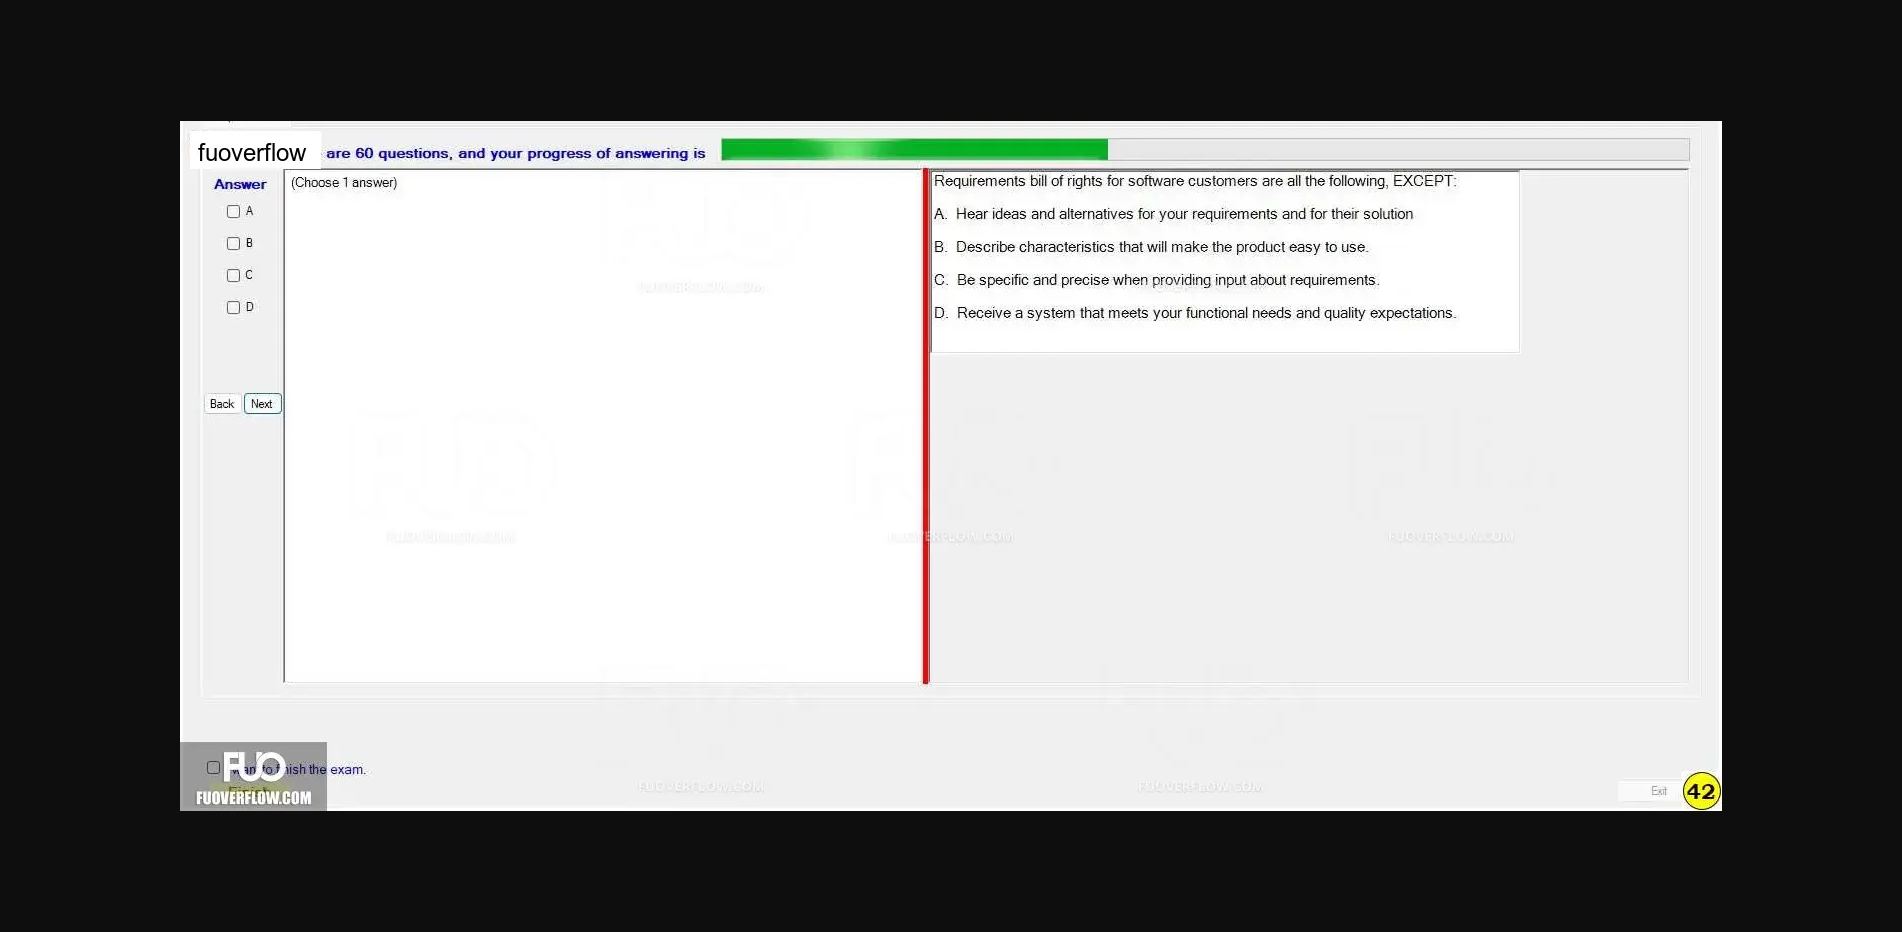 fuoverflow are 60 questions, and your progress of answering is
Answer
A
B
C
D
Back Next
(Choose 1 answer)
Requirements bill of rights for software customers are all the following, EXCEPT:
A. Hear ideas and alternatives for your requirements and for their solution
B. Describe characteristics that will make the product easy to use.
C. Be specific and precise when providing input about requirements.
D. Receive a system that meets your functional needs and quality expectations.
FUOVERFLOW.COM
FUOVERFLOW.COM
FUOVERFLOW.COM
FUOVERFLOW.COM
want to finish the exam.
FUO
Finish
FUOVERFLOW.COM
FUOVERFLOW.COM
FUOVERFLOW.COM
Exit
42